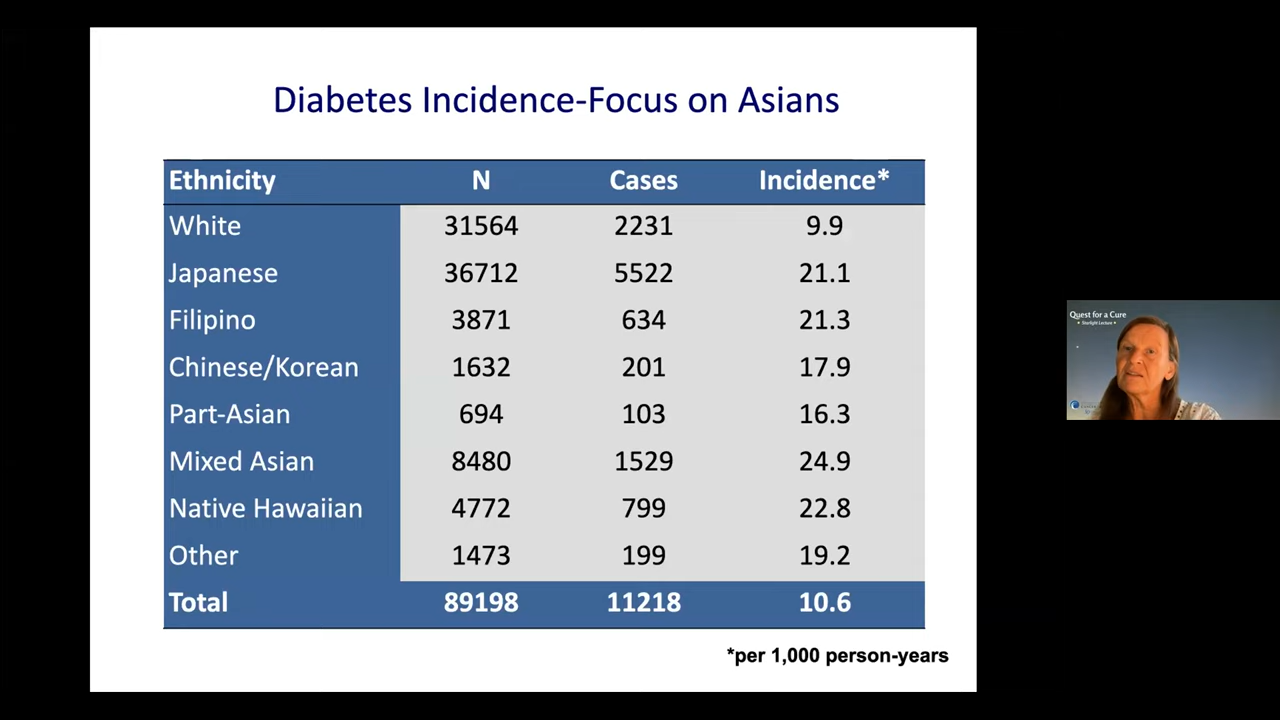 Diabetes Incidence-Focus on Asians
Ethnicity N Cases Incidence*
White 31564 2231 9.9
Japanese 36712 5522 21.1
Filipino 3871 634 21.3
Chinese/Korean 1632 201 17.9
Part-Asian 694 103 16.3
Mixed Asian 8480 1529 24.9
Native Hawaiian 4772 799 22.8
Other 1473 199 19.2
Total 89198 11218 10.6
*per 1,000 person-years
Quest for a Cure
Starlight Lecture